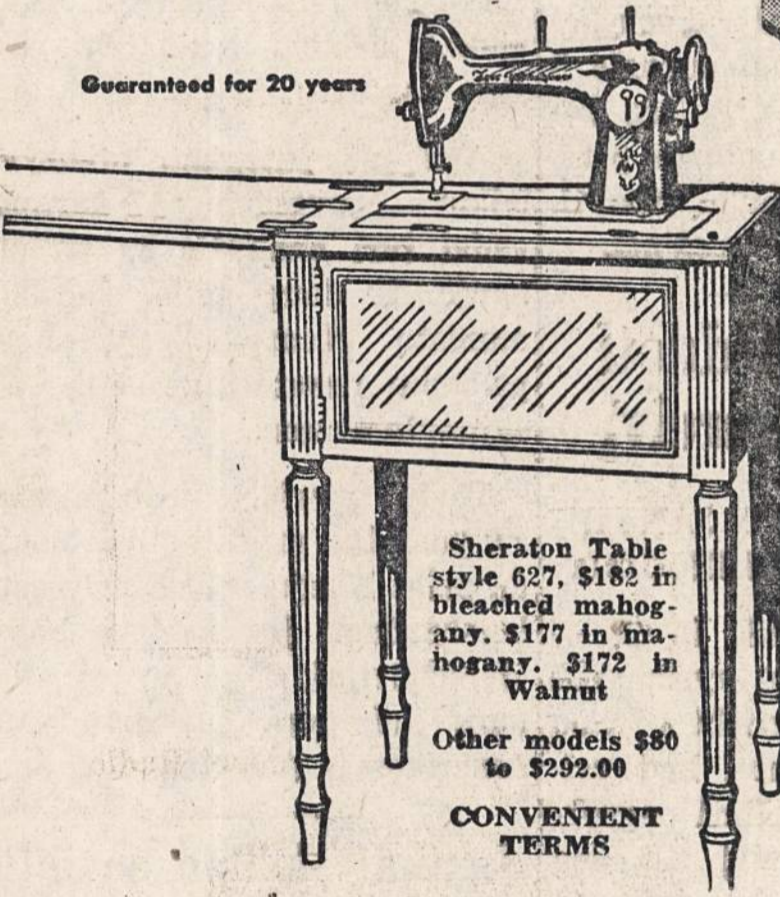 Guaranteed for 20 years
99
Sheraton Table
style 627, $182 in
bleached mahog-
any. $177 in ma-
hogany. $172 in
Walnut
Other models $80
to $292.00
CONVENIENT
TERMS